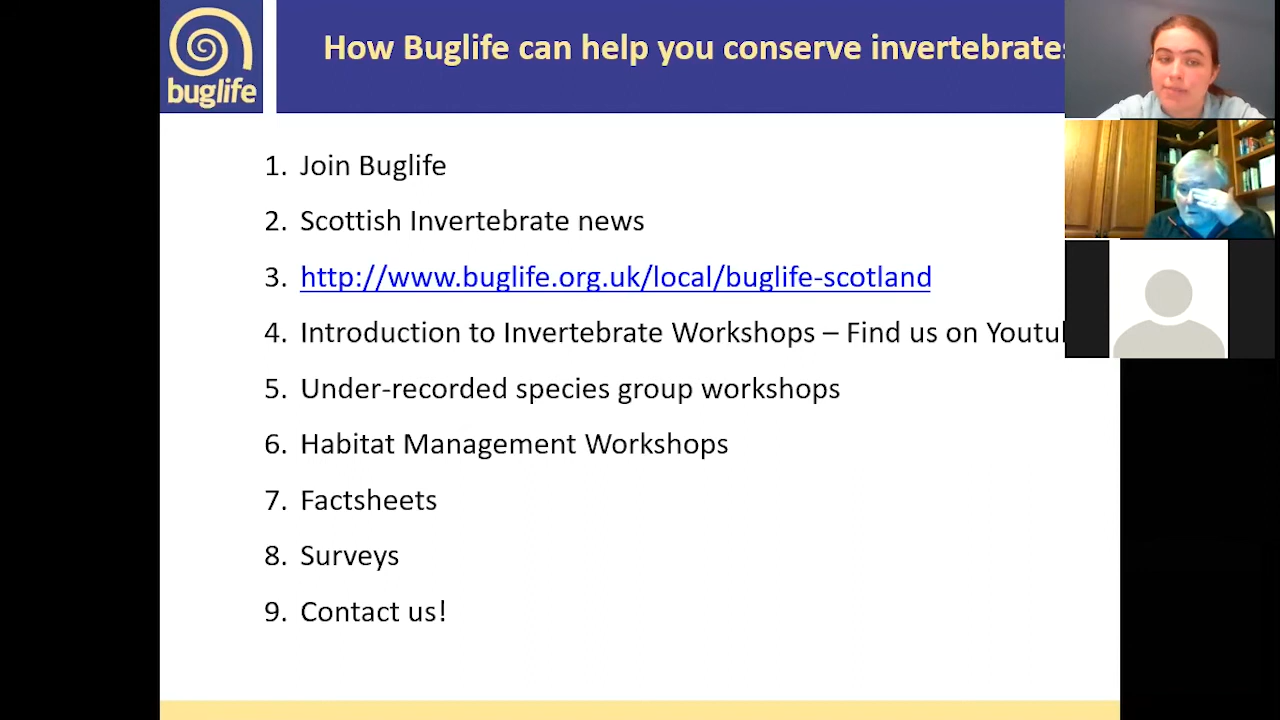 buglife
How Buglife can help you conserve invertebrates
1. Join Buglife
2. Scottish Invertebrate news
3. http://www.buglife.org.uk/local/buglife-scotland
4. Introduction to Invertebrate Workshops – Find us on Youtu
5. Under-recorded species group workshops
6. Habitat Management Workshops
7. Factsheets
8. Surveys
9. Contact us!